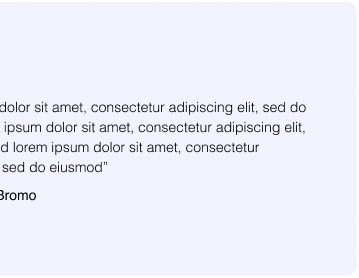 dolor sit amet, consectetur adipiscing elit, sed do
ipsum dolor sit amet, consectetur adipiscing elit,
d lorem ipsum dolor sit amet, consectetur
sed do eiusmod”
Bromo